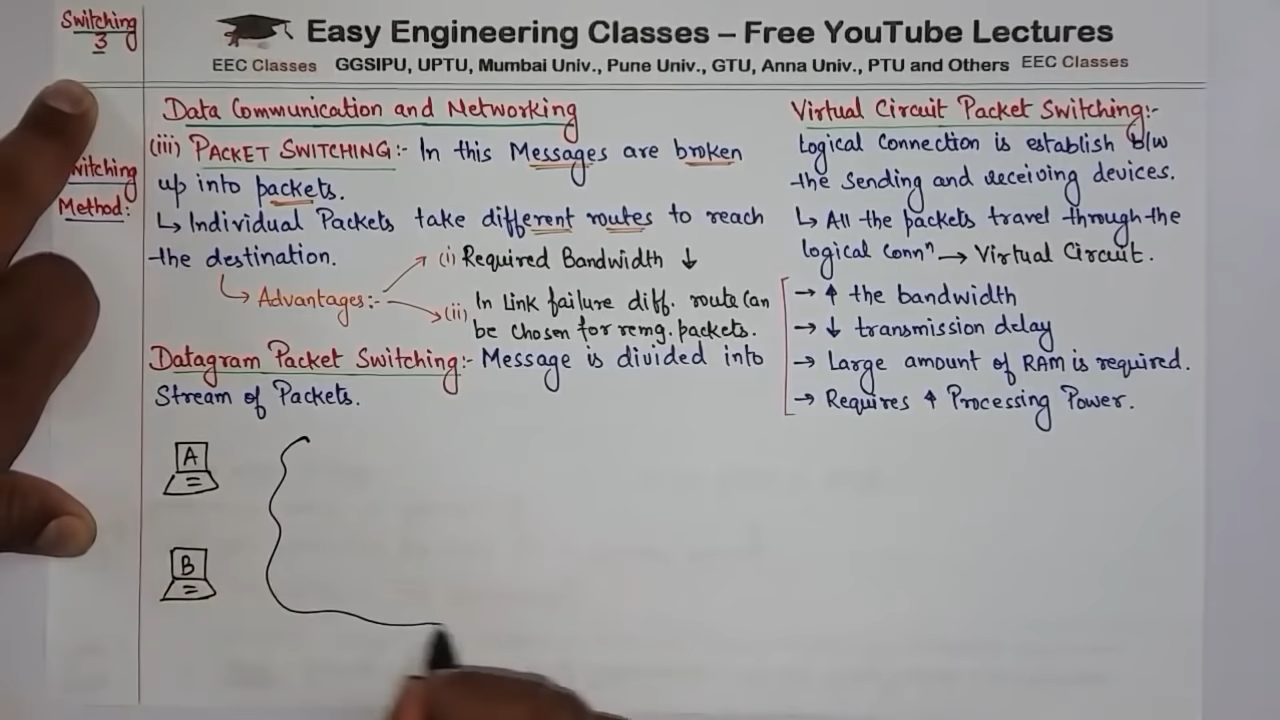 Switching
3
Easy Engineering Classes – Free YouTube Lectures
EEC Classes GGSIPU, UPTU, Mumbai Univ., Pune Univ., GTU, Anna Univ., PTU and Others EEC Classes
witching
Method:
Data Communication and Networking
(iii) PACKET SWITCHING:- In this Messages are broken
up into packets.
↳ Individual Packets take different routes to reach
the destination.
↳ Advantages:-
→ (i) Required Bandwidth ↓
→ (ii) In Link failure diff. route can
be chosen for remg. packets.
Datagram Packet Switching:- Message is divided into
Stream of Packets.
A
B
Virtual Circuit Packet Switching:-
Logical Connection is establish b/w
the sending and receiving devices.
↳ All the packets travel through the
logical connⁿ → Virtual Circuit.
→ ↑ the bandwidth
→ ↓ transmission delay
→ Large amount of RAM is required.
→ Requires ↑ Processing Power.